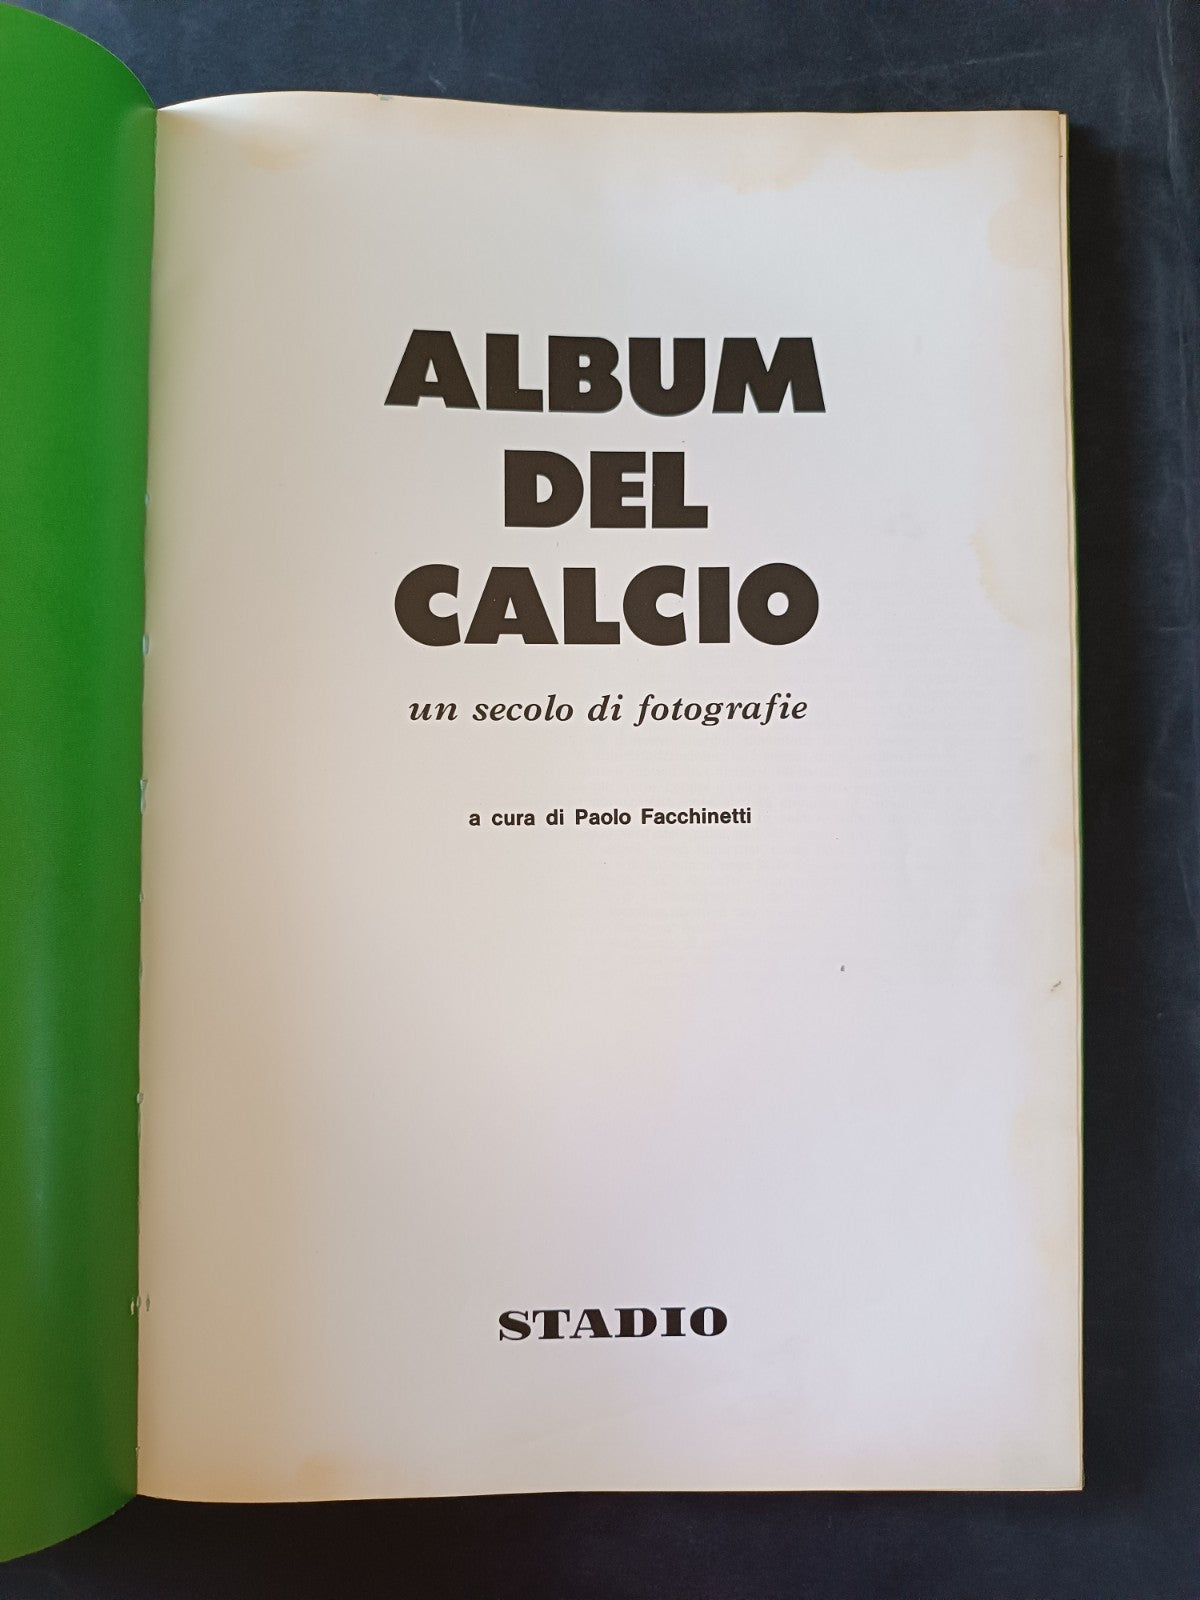 ALBUM
DEL
CALCIO
un secolo di fotografie
a cura di Paolo Facchinetti
STADIO